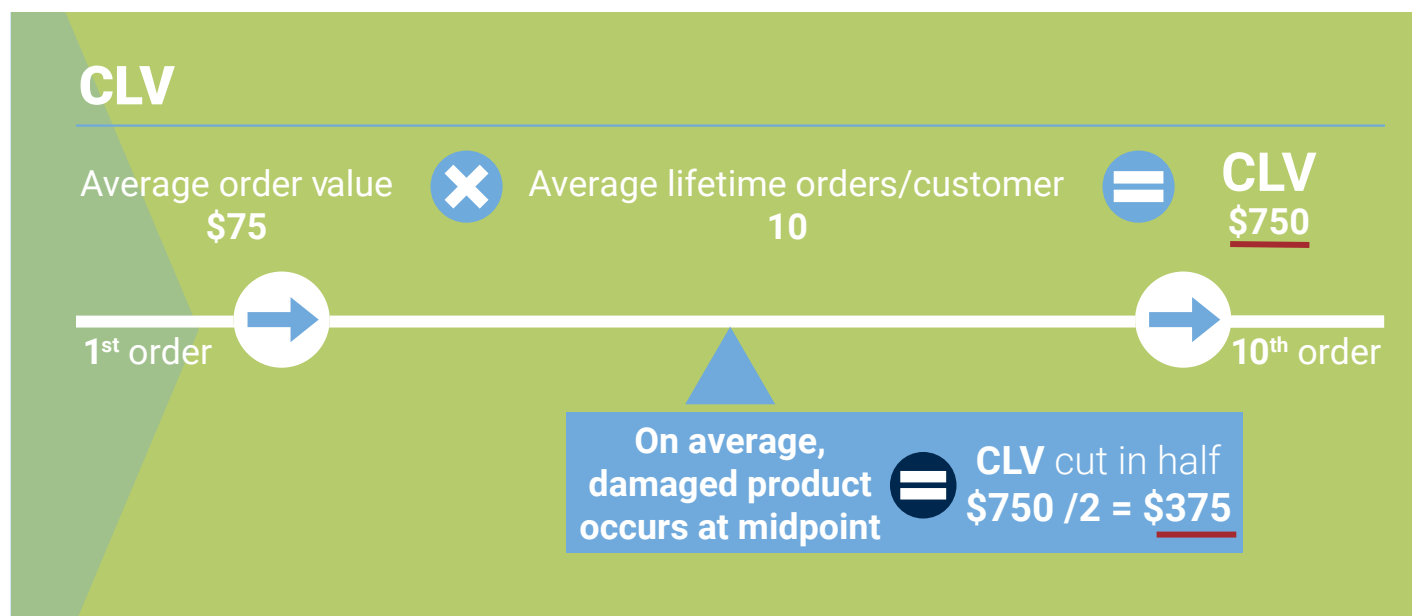 CLV
Average order value
$75
Average lifetime orders/customer
10
CLV
$750
1st order
10th order
On average,
damaged product
occurs at midpoint
CLV cut in half
$750 /2 = $375